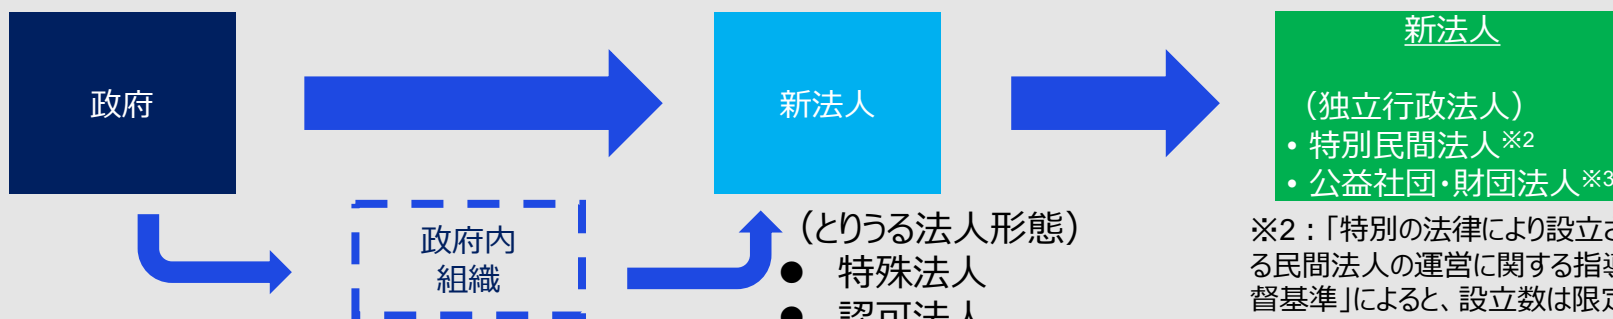 政府
新法人
新法人
（独立行政法人）
• 特別民間法人※2
• 公益社団・財団法人※3
政府内
組織
（とりうる法人形態）
● 特殊法人
● 認可法人
※2：「特別の法律により設立さ
る民間法人の運営に関する指導
督基準」によると、設立数は限定